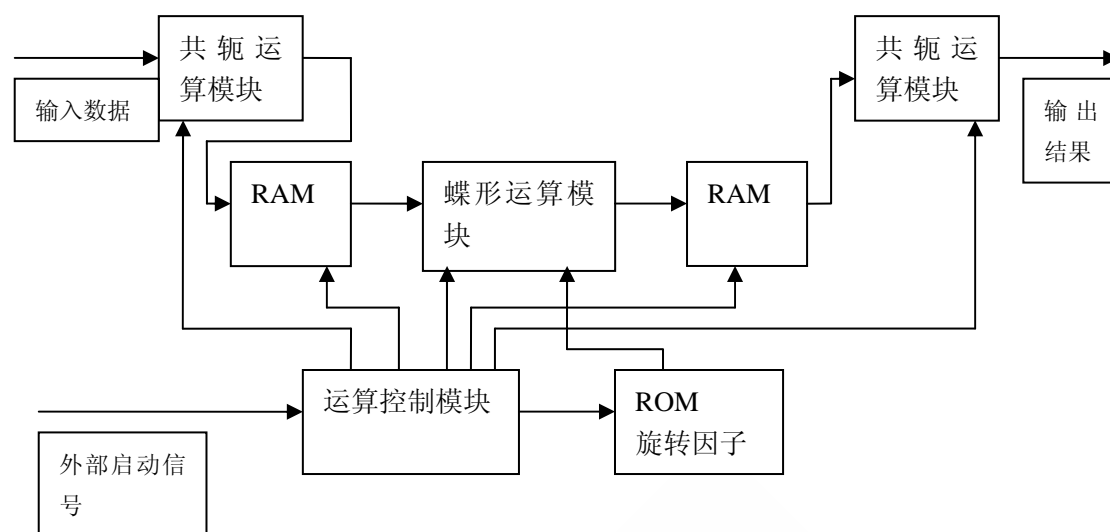 共轭运
算模块
共轭运
算模块
输入数据
输出
结果
RAM
蝶形运算模
块
RAM
运算控制模块
ROM
旋转因子
外部启动信
号